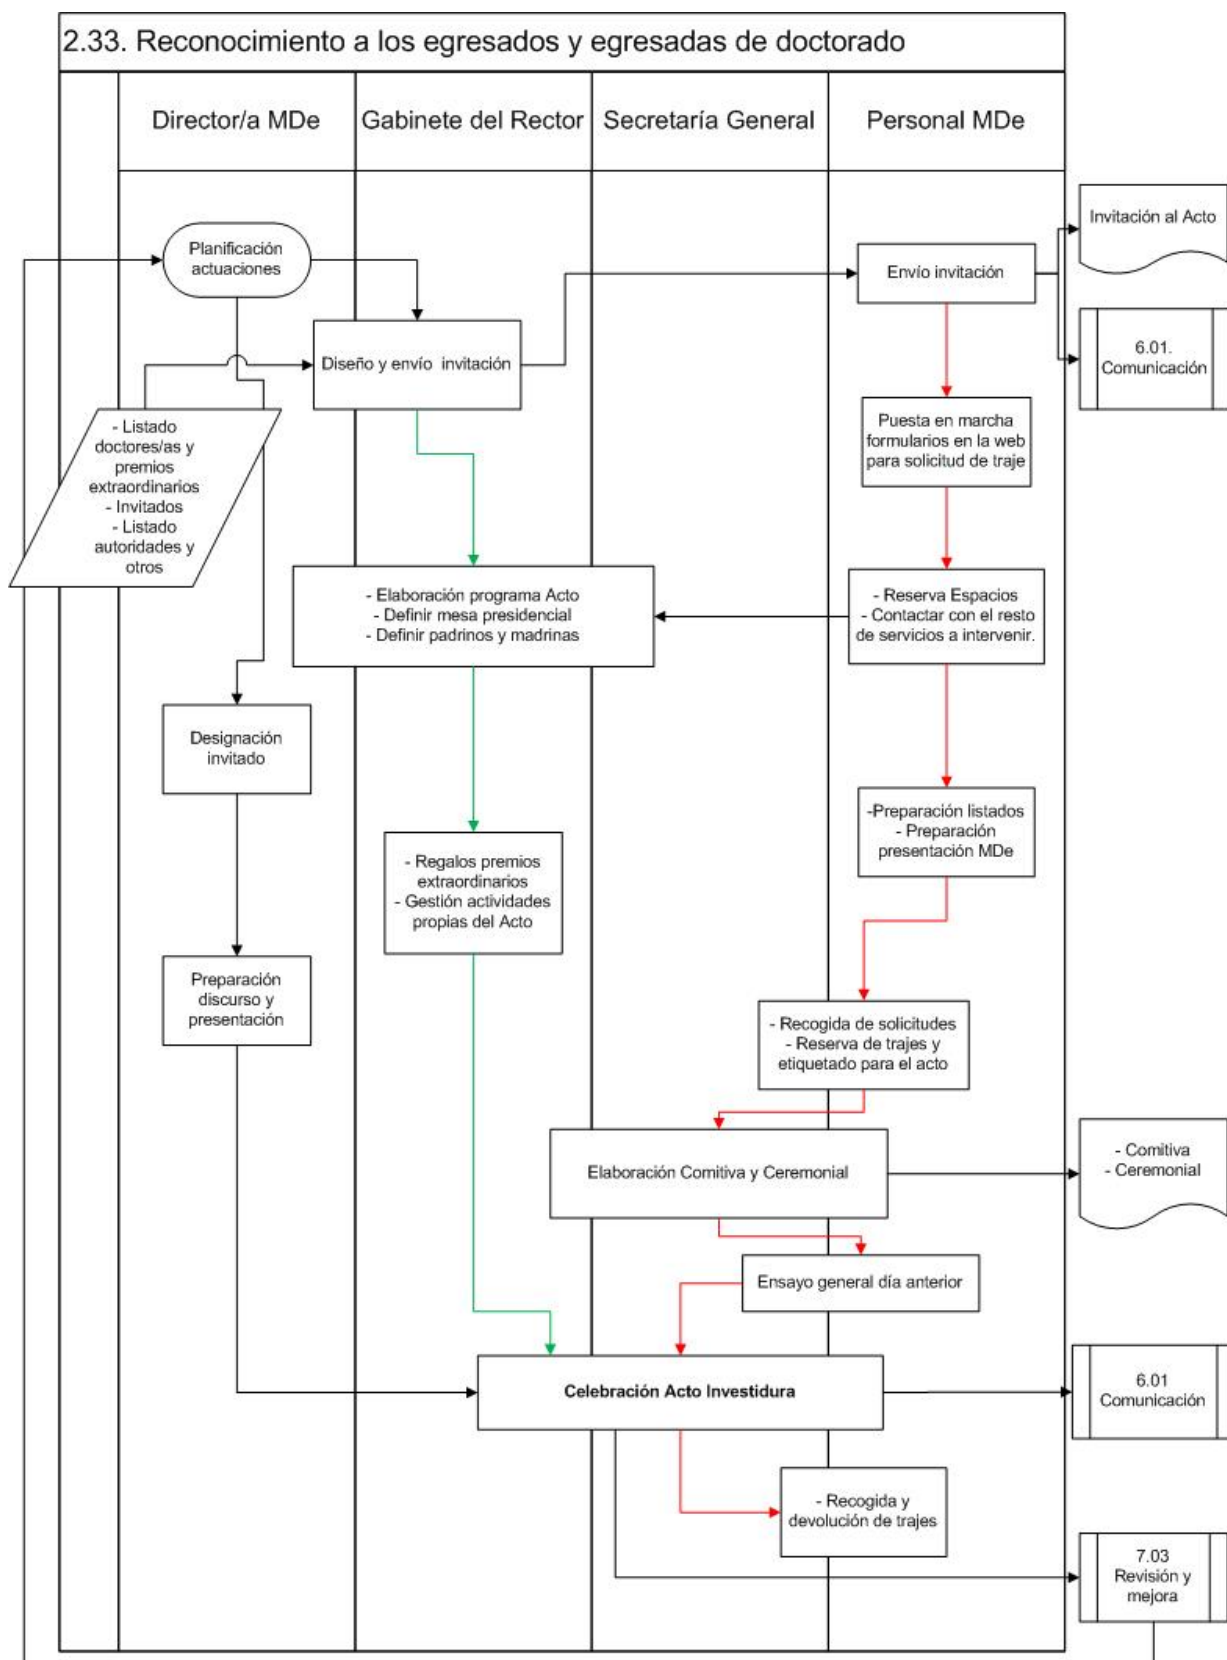 2.33. Reconocimiento a los egresados y egresadas de doctorado
Director/a MDe
Gabinete del Rector
Secretaría General
Personal MDe
Planificación
actuaciones
Envío invitación
Invitación al Acto
Diseño y envío invitación
6.01.
Comunicación
- Listado
doctores/as y
premios
extraordinarios
- Invitados
- Listado
autoridades y
otros
Puesta en marcha
formularios en la web
para solicitud de traje
- Elaboración programa Acto
- Definir mesa presidencial
- Definir padrinos y madrinas
- Reserva Espacios
- Contactar con el resto
de servicios a intervenir.
Designación
invitado
-Preparación listados
- Preparación
presentación MDe
- Regalos premios
extraordinarios
- Gestión actividades
propias del Acto
Preparación
discurso y
presentación
- Recogida de solicitudes
- Reserva de trajes y
etiquetado para el acto
Elaboración Comitiva y Ceremonial
- Comitiva
- Ceremonial
Ensayo general día anterior
Celebración Acto Investidura
6.01
Comunicación
- Recogida y
devolución de trajes
7.03
Revisión y
mejora